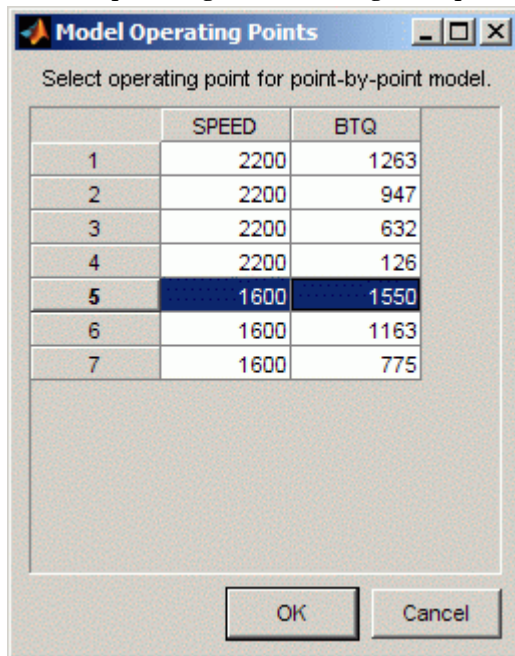 Model Operating Points
Select operating point for point-by-point model.
SPEED BTQ
1 2200 1263
2 2200 947
3 2200 632
4 2200 126
5 1600 1550
6 1600 1163
7 1600 775
OK Cancel